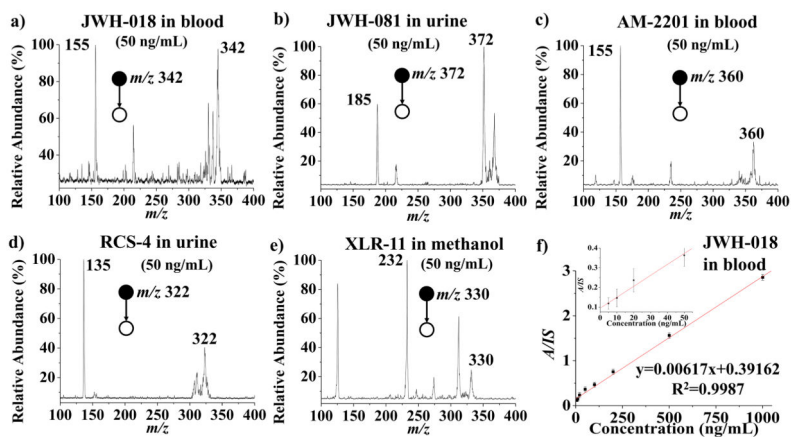 a) JWH-018 in blood
(50 ng/mL)
155
342
m/z 342
Relative Abundance (%)
100
80
60
40
100 150 200 250 300 350 400
m/z
b) JWH-081 in urine
(50 ng/mL)
372
m/z 372
185
Relative Abundance (%)
100
80
60
40
20
100 150 200 250 300 350 400
m/z
c) AM-2201 in blood
(50 ng/mL)
155
m/z 360
360
Relative Abundance (%)
100
80
60
40
20
100 150 200 250 300 350 400
m/z
d) RCS-4 in urine
(50 ng/mL)
135
m/z 322
322
Relative Abundance (%)
100
80
60
40
20
100 150 200 250 300 350 400
m/z
e) XLR-11 in methanol
(50 ng/mL)
232
m/z 330
330
Relative Abundance (%)
100
80
60
40
20
100 150 200 250 300 350 400
m/z
f) JWH-018
in blood
A/IS
0.4
0.3
0.2
0.1
0 10 20 30 40 50
Concentration (ng/mL)
A/IS
3
2
1
0
y=0.00617x+0.39162
R²=0.9987
0 250 500 750 1000
Concentration (ng/mL)